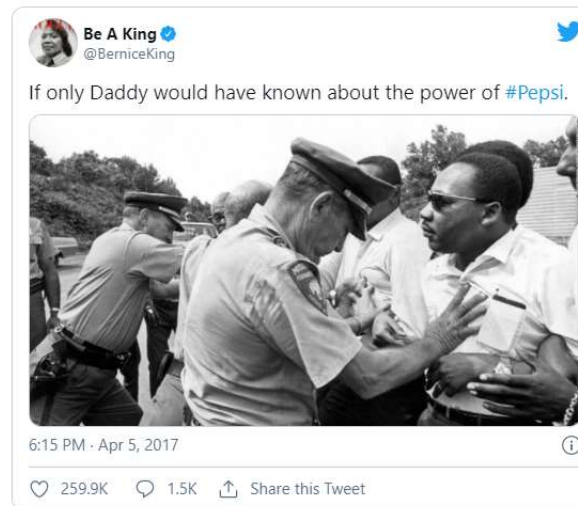 Be A King
@BerniceKing
If only Daddy would have known about the power of #Pepsi.
6:15 PM · Apr 5, 2017
259.9K 1.5K Share this Tweet